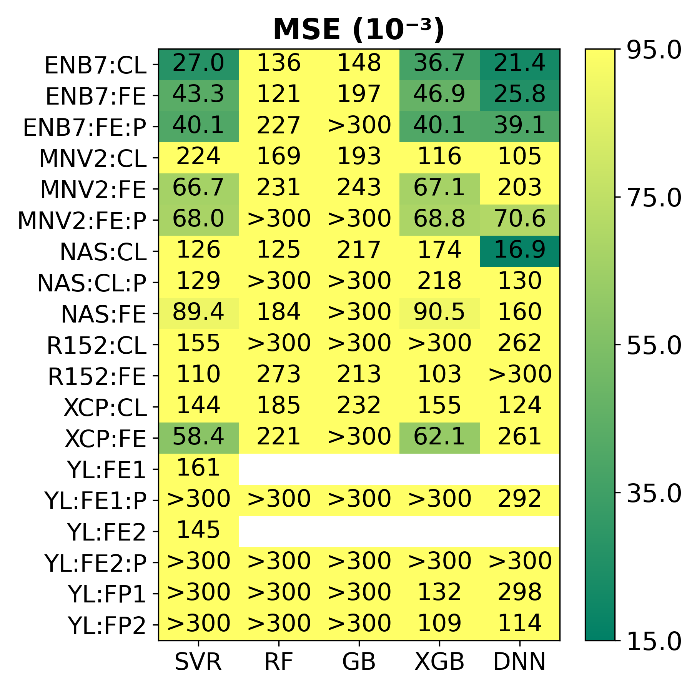 MSE (10⁻³)
ENB7:CL 27.0 136 148 36.7 21.4
ENB7:FE 43.3 121 197 46.9 25.8
ENB7:FE:P 40.1 227 >300 40.1 39.1
MNV2:CL 224 169 193 116 105
MNV2:FE 66.7 231 243 67.1 203
MNV2:FE:P 68.0 >300 >300 68.8 70.6
NAS:CL 126 125 217 174 16.9
NAS:CL:P 129 >300 >300 218 130
NAS:FE 89.4 184 >300 90.5 160
R152:CL 155 >300 >300 >300 262
R152:FE 110 273 213 103 >300
XCP:CL 144 185 232 155 124
XCP:FE 58.4 221 >300 62.1 261
YL:FE1 161
YL:FE1:P >300 >300 >300 >300 292
YL:FE2 145
YL:FE2:P >300 >300 >300 >300 >300
YL:FP1 >300 >300 >300 132 298
YL:FP2 >300 >300 >300 109 114
SVR RF GB XGB DNN
95.0
75.0
55.0
35.0
15.0